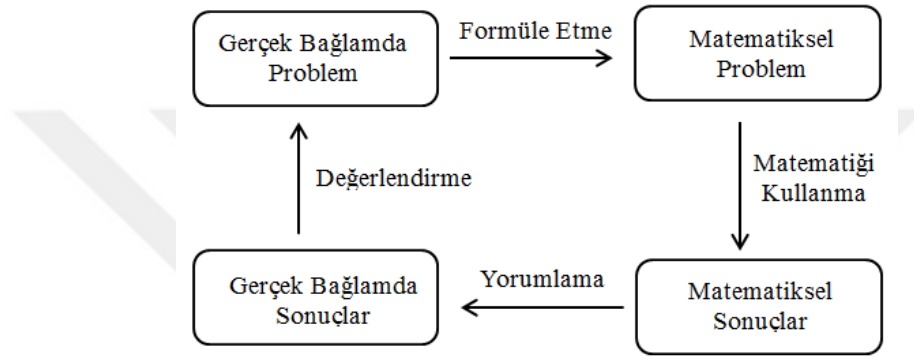 Gerçek Bağlamda
Problem
Formüle Etme
Matematiksel
Problem
Matematiği
Kullanma
Matematiksel
Sonuçlar
Yorumlama
Gerçek Bağlamda
Sonuçlar
Değerlendirme